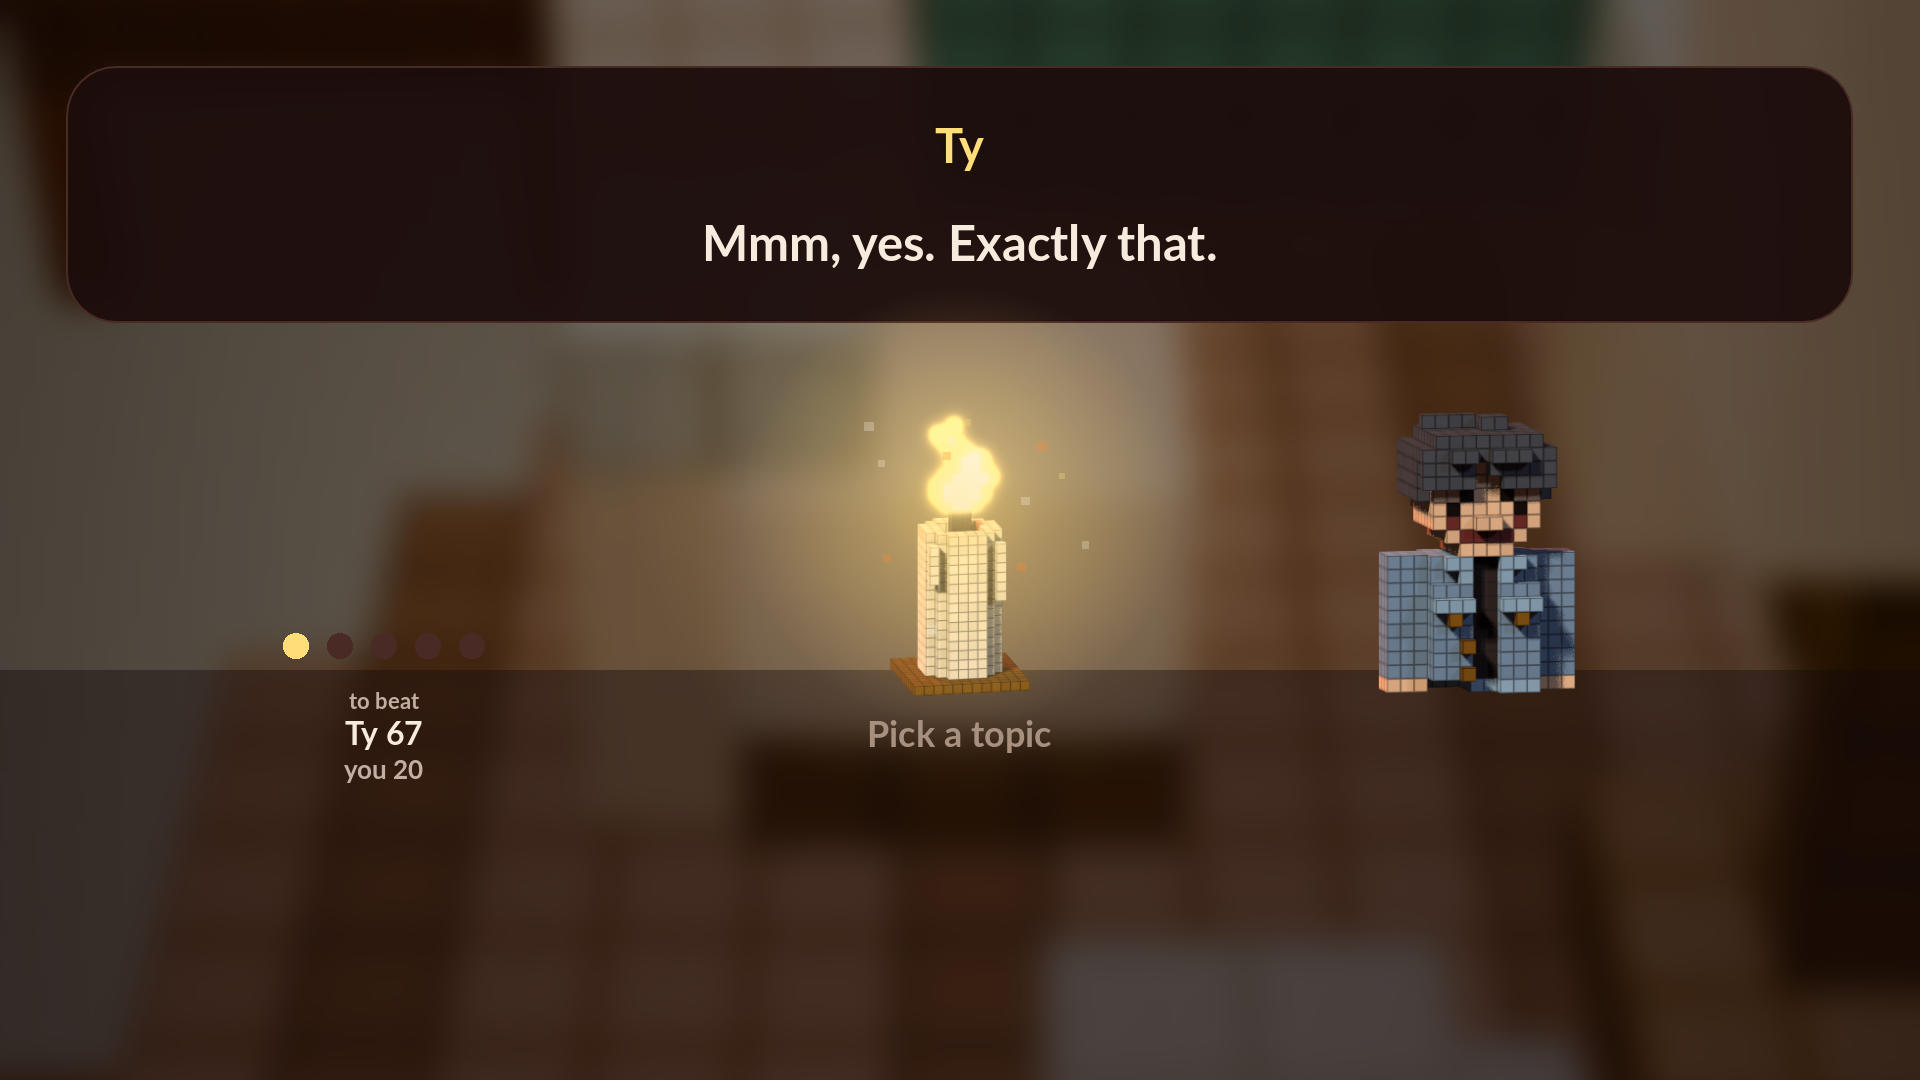 Ty
Mmm, yes. Exactly that.
to beat
Ty 67
you 20
Pick a topic